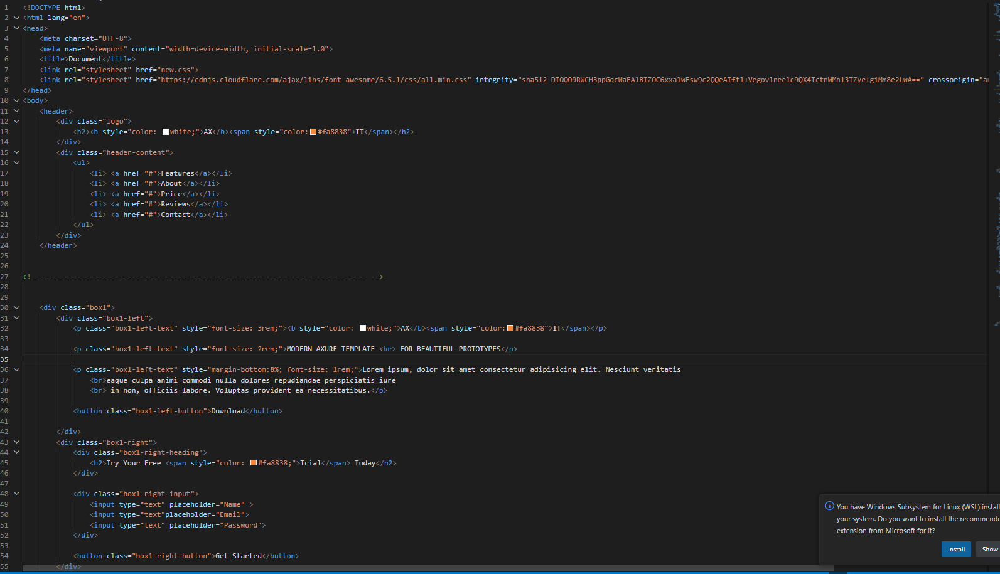 1 <!DOCTYPE html>
2 <html lang="en">
3 <head>
4 <meta charset="UTF-8">
5 <meta name="viewport" content="width=device-width, initial-scale=1.0">
6 <title>Document</title>
7 <link rel="stylesheet" href="new.css">
8 <link rel="stylesheet" href="https://cdnjs.cloudflare.com/ajax/libs/font-awesome/6.5.1/css/all.min.css" integrity="sha512-DTOQO9RWCH3ppGqcWaEA1BIZOC6xxalwEsw9c2QQeAIftl+Vegovlnee1c9QX4TctnWMn13TZye+giMm8e2LwA==" crossorigin="an
9 </head>
10 <body>
11 <header>
12 <div class="logo">
13 <h2><b style="color: white;">AX</b><span style="color:#fa8838">IT</span></h2>
14 </div>
15 <div class="header-content">
16 <ul>
17 <li> <a href="#">Features</a></li>
18 <li> <a href="#">About</a></li>
19 <li> <a href="#">Price</a></li>
20 <li> <a href="#">Reviews</a></li>
21 <li> <a href="#">Contact</a></li>
22 </ul>
23 </div>
24 </header>
25
26
27 <!-- --------------------------------------------------------------------------------- -->
28
29
30 <div class="box1">
31 <div class="box1-left">
32 <p class="box1-left-text" style="font-size: 3rem;"><b style="color: white;">AX</b><span style="color:#fa8838">IT</span></p>
33
34 <p class="box1-left-text" style="font-size: 2rem;">MODERN AXURE TEMPLATE <br> FOR BEAUTIFUL PROTOTYPES</p>
35
36 <p class="box1-left-text" style="margin-bottom:8%; font-size: 1rem;">Lorem ipsum, dolor sit amet consectetur adipisicing elit. Nesciunt veritatis
37 <br>eaque culpa animi commodi nulla dolores repudiandae perspiciatis iure
38 <br> in non, officiis labore. Voluptas provident ea necessitatibus.</p>
39
40 <button class="box1-left-button">Download</button>
41
42 </div>
43 <div class="box1-right">
44 <div class="box1-right-heading">
45 <h2>Try Your Free <span style="color: #fa8838;">Trial</span> Today</h2>
46 </div>
47
48 <div class="box1-right-input">
49 <input type="text" placeholder="Name" >
50 <input type="text"placeholder="Email">
51 <input type="text" placeholder="Password">
52 </div>
53
54 <button class="box1-right-button">Get Started</button>
55 </div>
You have Windows Subsystem for Linux (WSL) install
your system. Do you want to install the recommende
extension from Microsoft for it?
Install Show